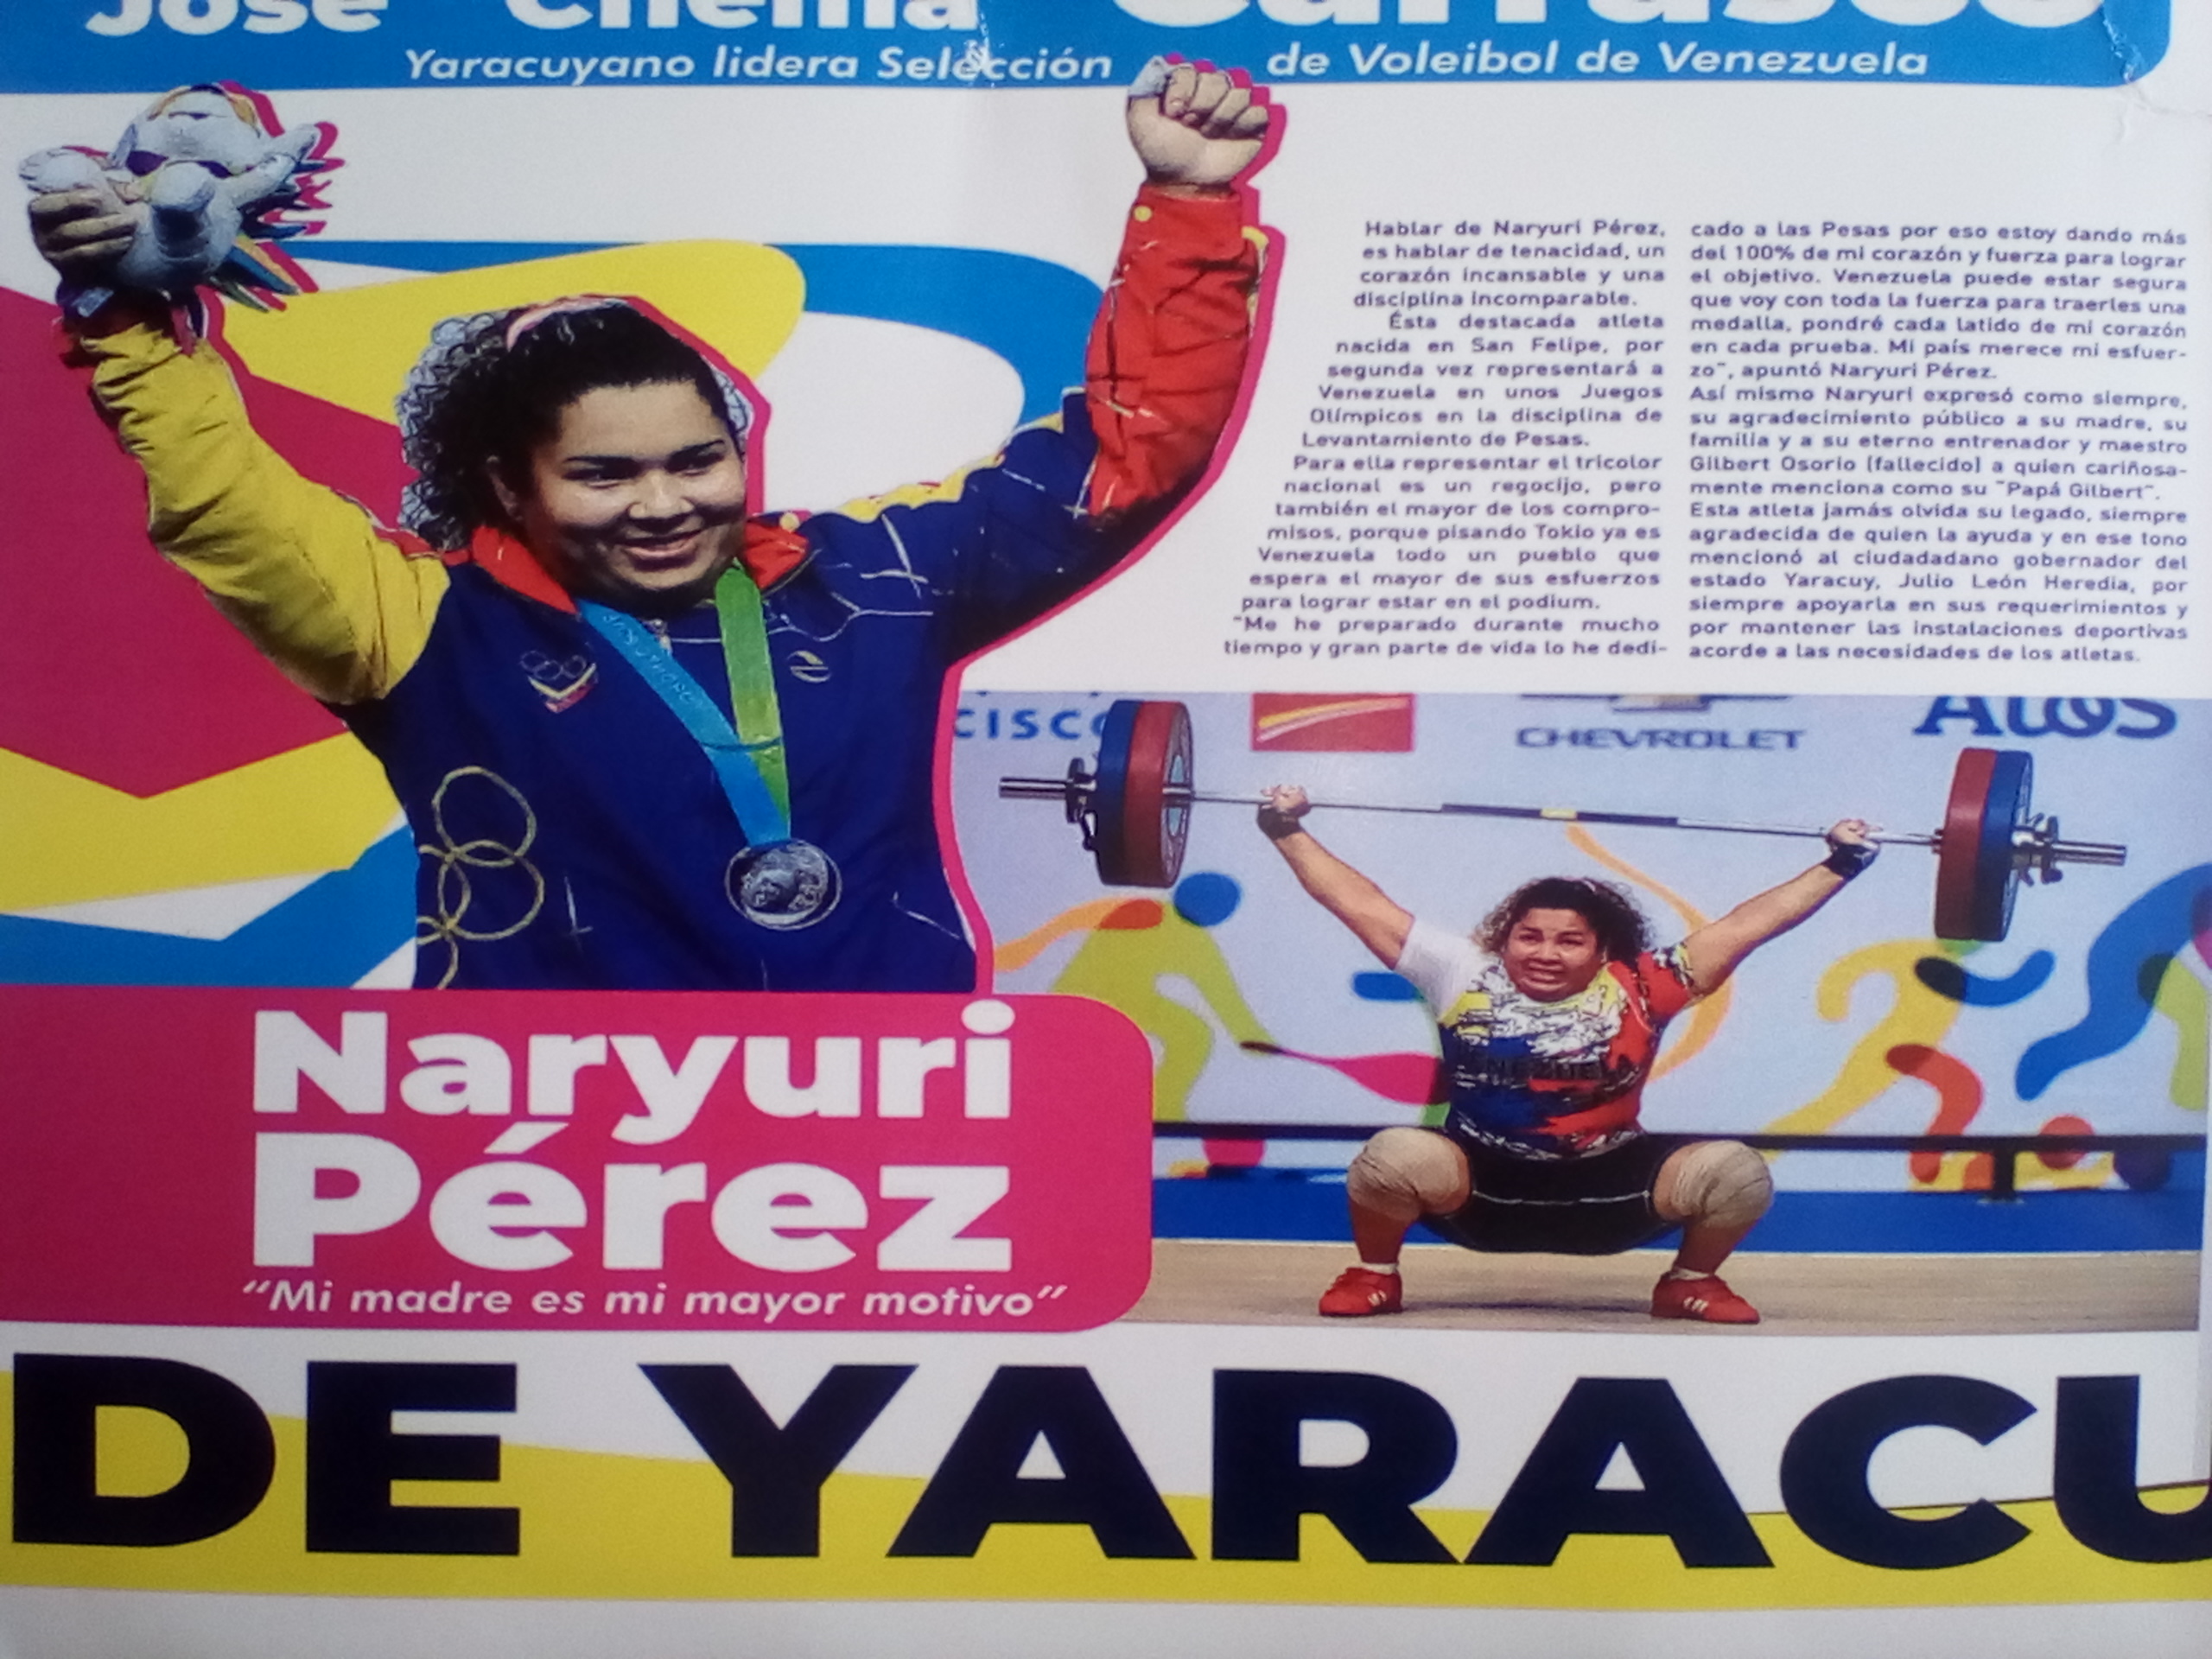 José "Chema" Carrasco
Yaracuyano lidera Selección de Voleibol de Venezuela
Hablar de Naryuri Pérez,
es hablar de tenacidad, un
corazón incansable y una
disciplina incomparable.
Ésta destacada atleta
nacida en San Felipe, por
segunda vez representará a
Venezuela en unos Juegos
Olímpicos en la disciplina de
Levantamiento de Pesas.
Para ella representar el tricolor
nacional es un regocijo, pero
también el mayor de los compro-
misos, porque pisando Tokio ya es
Venezuela todo un pueblo que
espera el mayor de sus esfuerzos
para lograr estar en el podium.
"Me he preparado durante mucho
tiempo y gran parte de vida lo he dedi-
cado a las Pesas por eso estoy dando más
del 100% de mi corazón y fuerza para lograr
el objetivo. Venezuela puede estar segura
que voy con toda la fuerza para traerles una
medalla, pondré cada latido de mi corazón
en cada prueba. Mi país merece mi esfuer-
zo", apuntó Naryuri Pérez.
Así mismo Naryuri expresó como siempre,
su agradecimiento público a su madre, su
familia y a su eterno entrenador y maestro
Gilbert Osorio (fallecido) a quien cariñosa-
mente menciona como su "Papá Gilbert".
Esta atleta jamás olvida su legado, siempre
agradecida de quien la ayuda y en ese tono
mencionó al ciudadadano gobernador del
estado Yaracuy, Julio León Heredia, por
siempre apoyarla en sus requerimientos y
por mantener las instalaciones deportivas
acorde a las necesidades de los atletas.
CISCO
CHEVROLET
Atos
Naryuri
Pérez
"Mi madre es mi mayor motivo"
DE YARACU